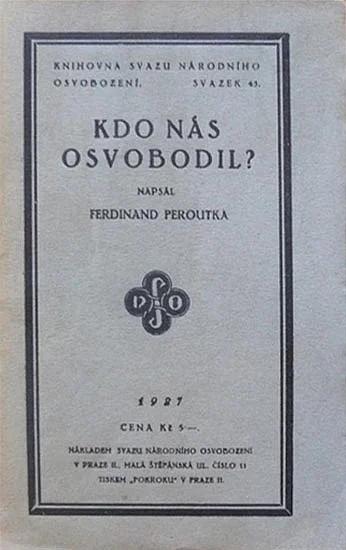 KNIHOVNA SVAZU NÁRODNÍHO
OSVOBOZENÍ. SVAZEK 43.
KDO NÁS
OSVOBODIL?
NAPSAL
FERDINAND PEROUTKA
1927
CENA Kč 5—.
NÁKLADEM SVAZU NÁRODNÍHO OSVOBOZENÍ
V PRAZE II., MALÁ ŠTĚPÁNSKÁ UL. ČÍSLO 11
TISKEM „POKROKU“ V PRAZE II.